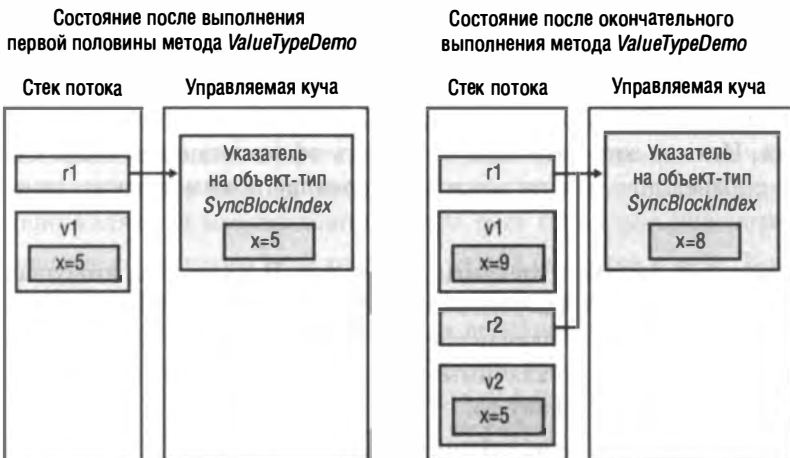 Состояние после выполнения
первой половины метода ValueTypeDemo
Стек потока
Управляемая куча
r1
Указатель
на объект-тип
SyncBlockIndex
x=5
v1
x=5
Состояние после окончательного
выполнения метода ValueTypeDemo
Стек потока
Управляемая куча
r1
Указатель
на объект-тип
SyncBlockIndex
x=8
v1
x=9
r2
v2
x=5